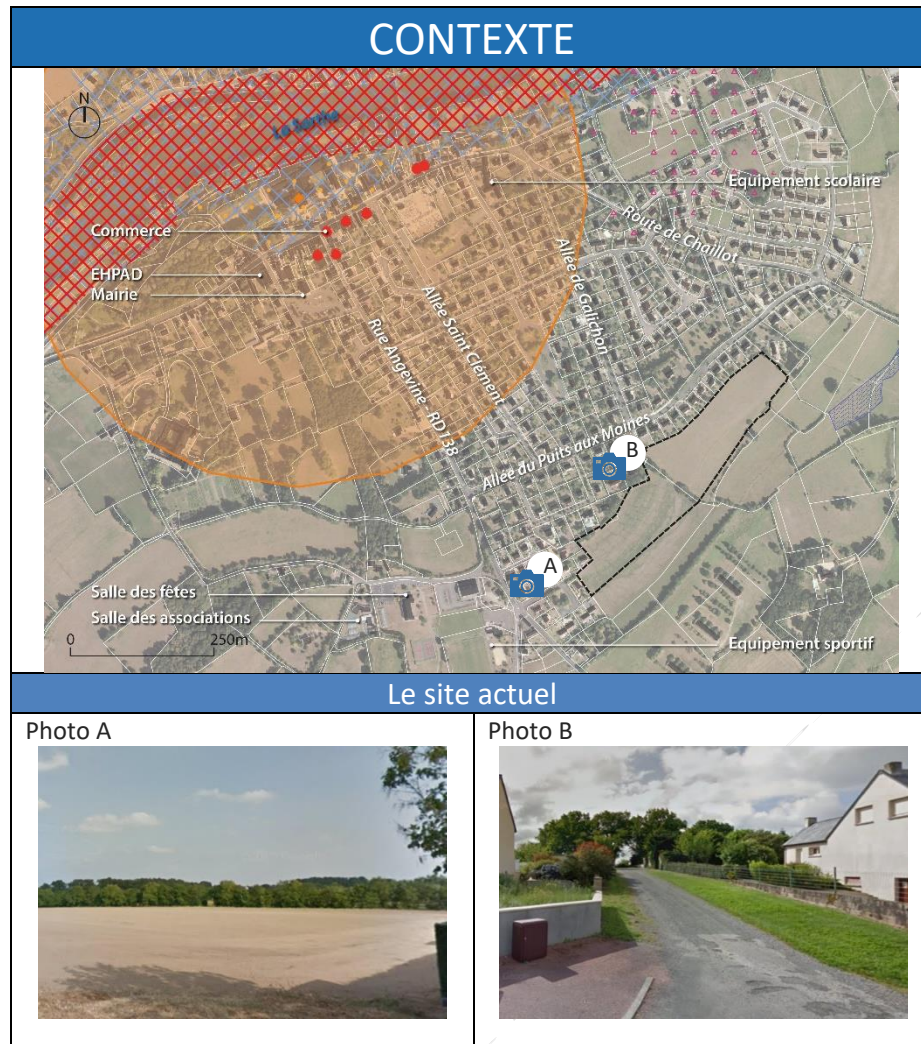 CONTEXTE
N
La Sarthe
Equipement scolaire
Commerce
Route de Chaillot
EHPAD
Mairie
Allée de Galichon
Allée Saint Clément
Rue Angevine - RD138
Allée du Puits aux Moines
B
A
Salle des fêtes
Salle des associations
0
250m
Equipement sportif
Le site actuel
Photo A
Photo B